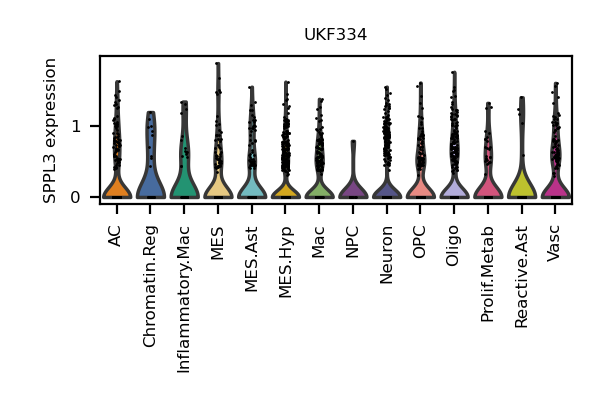 UKF334
SPPL3 expression
1
0
AC
Chromatin.Reg
Inflammatory.Mac
MES
MES.Ast
MES.Hyp
Mac
NPC
Neuron
OPC
Oligo
Prolif.Metab
Reactive.Ast
Vasc